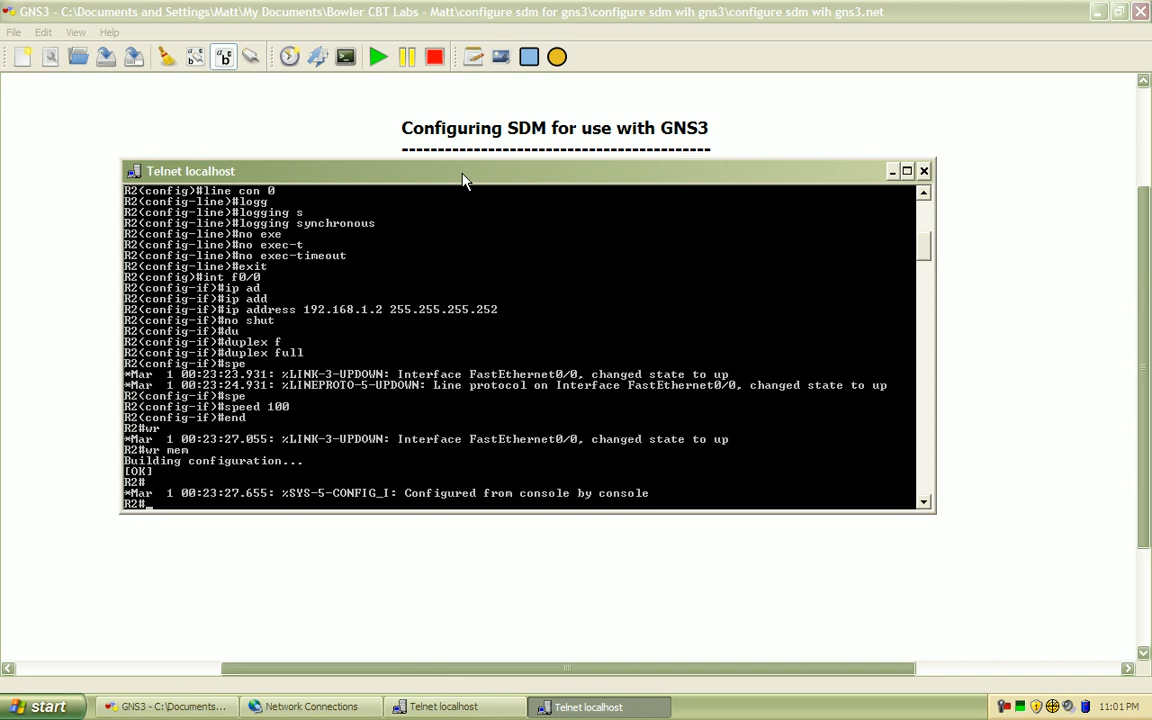 GNS3 - C:\Documents and Settings\Matt\My Documents\Bowler CBT Labs - Matt\configure sdm for gns3\configure sdm wih gns3\configure sdm wih gns3.net
File Edit View Help
Configuring SDM for use with GNS3
-----------------------------------------
Telnet localhost
R2(config)#line con 0
R2(config-line)#logg
R2(config-line)#logging s
R2(config-line)#logging synchronous
R2(config-line)#no exe
R2(config-line)#no exec-t
R2(config-line)#no exec-timeout
R2(config-line)#exit
R2(config)#int f0/0
R2(config-if)#ip ad
R2(config-if)#ip add
R2(config-if)#ip address 192.168.1.2 255.255.255.252
R2(config-if)#no shut
R2(config-if)#du
R2(config-if)#duplex f
R2(config-if)#duplex full
R2(config-if)#spe
*Mar  1 00:23:23.931: %LINK-3-UPDOWN: Interface FastEthernet0/0, changed state to up
*Mar  1 00:23:24.931: %LINEPROTO-5-UPDOWN: Line protocol on Interface FastEthernet0/0, changed state to up
R2(config-if)#spe
R2(config-if)#speed 100
R2(config-if)#end
R2#wr
*Mar  1 00:23:27.055: %LINK-3-UPDOWN: Interface FastEthernet0/0, changed state to up
R2#wr mem
Building configuration...
[OK]
R2#
*Mar  1 00:23:27.655: %SYS-5-CONFIG_I: Configured from console by console
R2#_
start GNS3 - C:\Documents... Network Connections Telnet localhost Telnet localhost 11:01 PM